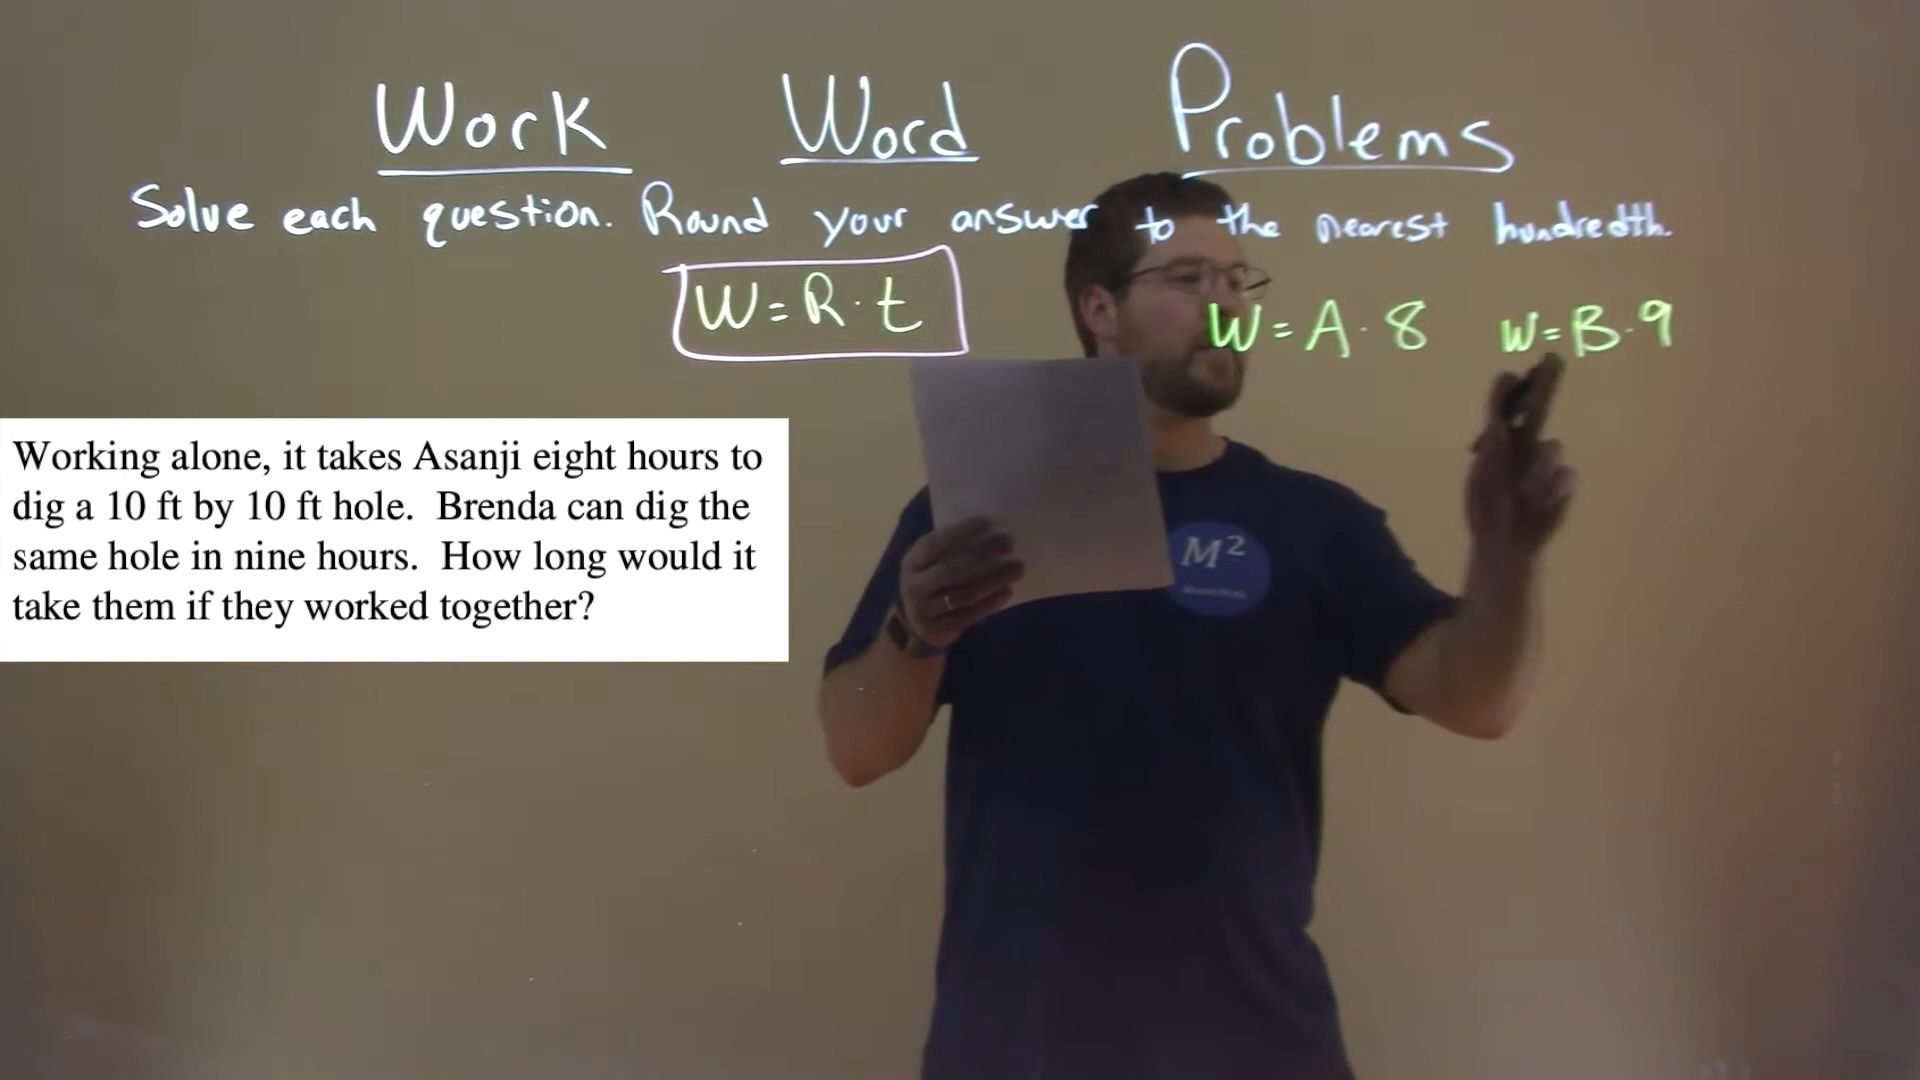 Work Word Problems
Solve each question. Round your answer to the nearest hundredth.
W = R · t
W = A · 8 W = B · 9
Working alone, it takes Asanji eight hours to
dig a 10 ft by 10 ft hole. Brenda can dig the
same hole in nine hours. How long would it
take them if they worked together?
M²